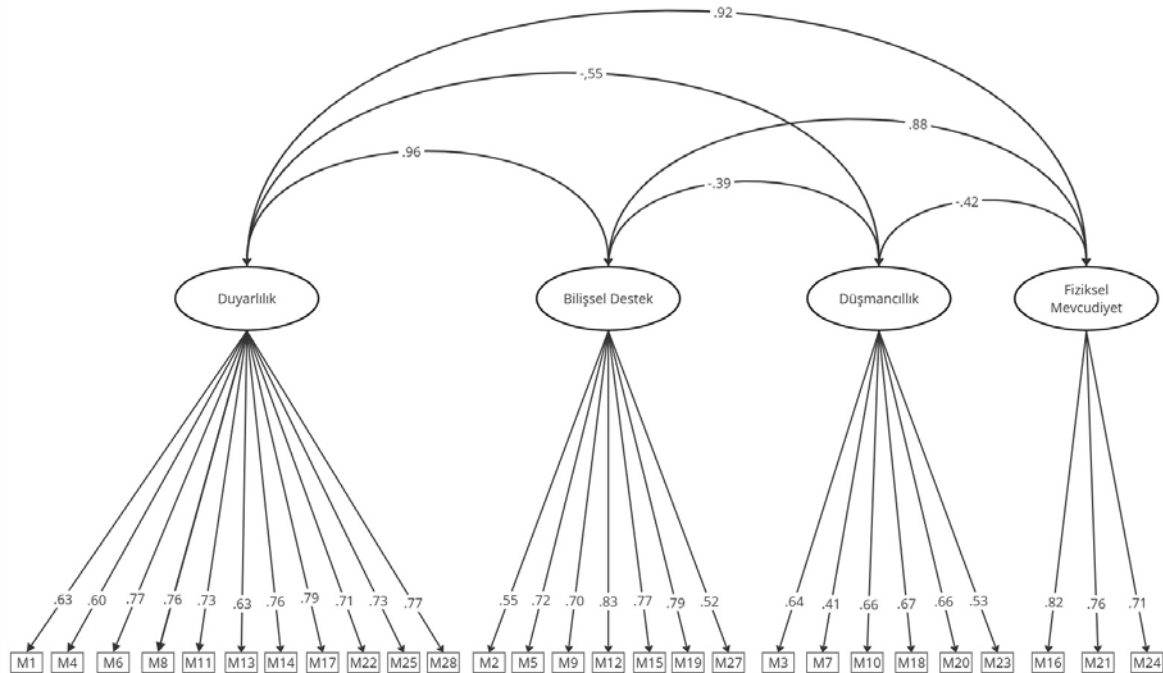 .92
-,55
.88
.96
-.39
-.42
Duyarlılık
Bilişsel Destek
Düşmancıllık
Fiziksel
Mevcudiyet
.63 .60 .77 .76 .73 .63 .76 .79 .71 .73 .77 .55 .72 .70 .83 .77 .79 .52 .64 .41 .66 .67 .66 .53 .82 .76 .71
M1 M4 M6 M8 M11 M13 M14 M17 M22 M25 M28 M2 M5 M9 M12 M15 M19 M27 M3 M7 M10 M18 M20 M23 M16 M21 M24